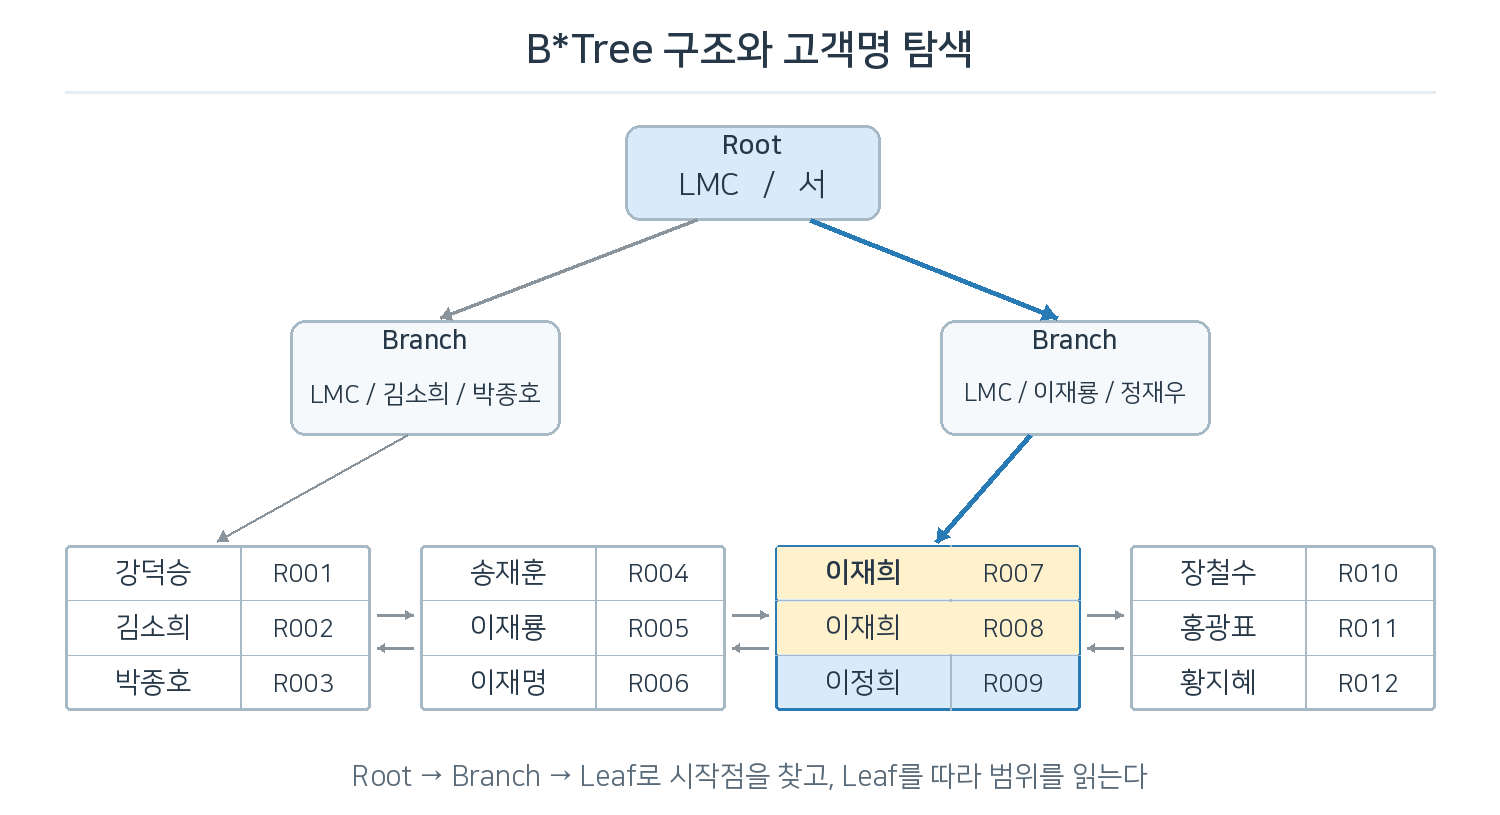 B*Tree 구조와 고객명 탐색
Root
LMC / 서
Branch
LMC / 김소희 / 박종호
Branch
LMC / 이재룡 / 정재우
강덕승 R001
김소희 R002
박종호 R003
송재훈 R004
이재룡 R005
이재명 R006
이재희 R007
이재희 R008
이정희 R009
장철수 R010
홍광표 R011
황지혜 R012
Root → Branch → Leaf로 시작점을 찾고, Leaf를 따라 범위를 읽는다